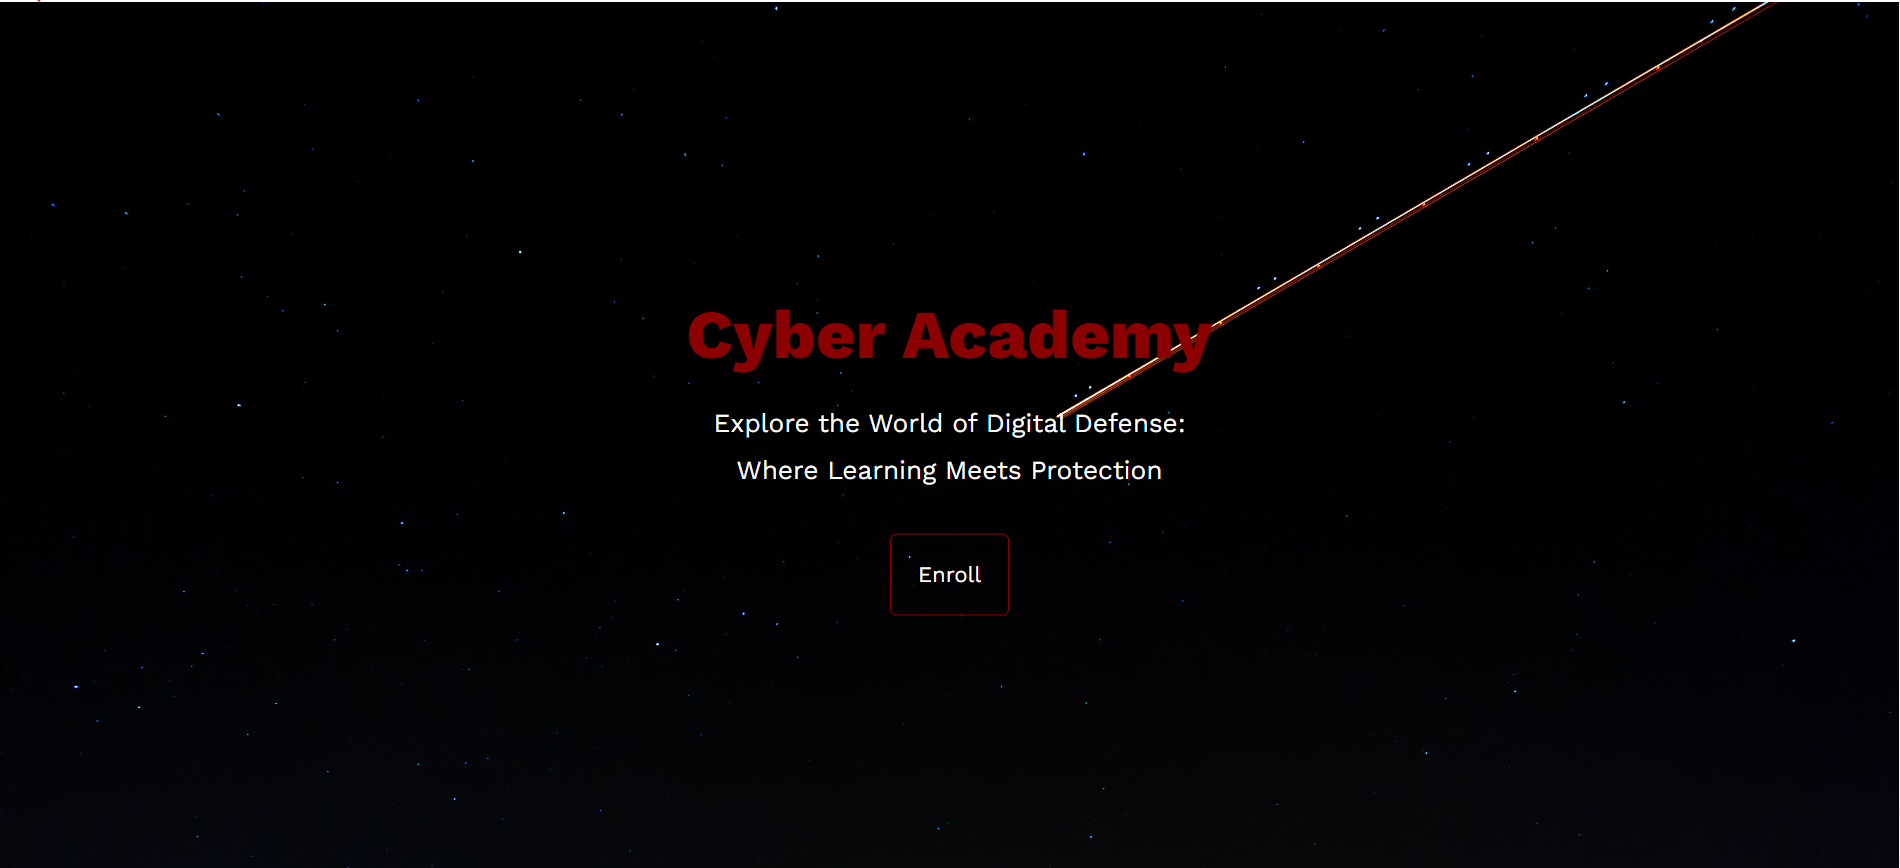 Cyber Academy
Explore the World of Digital Defense:
Where Learning Meets Protection
Enroll